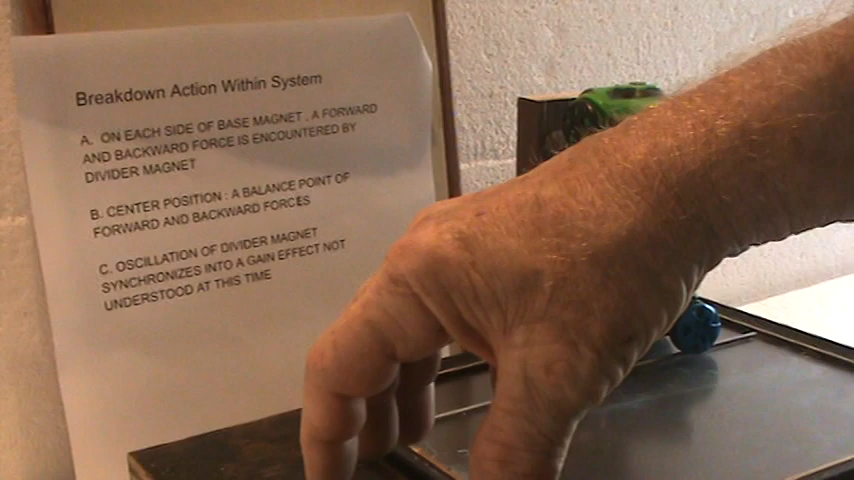 Breakdown Action Within System
A. ON EACH SIDE OF BASE MAGNET , A FORWARD
AND BACKWARD FORCE IS ENCOUNTERED BY
DIVIDER MAGNET
B. CENTER POSITION : A BALANCE POINT OF
FORWARD AND BACKWARD FORCES
C. OSCILLATION OF DIVIDER MAGNET
SYNCHRONIZES INTO A GAIN EFFECT NOT
UNDERSTOOD AT THIS TIME